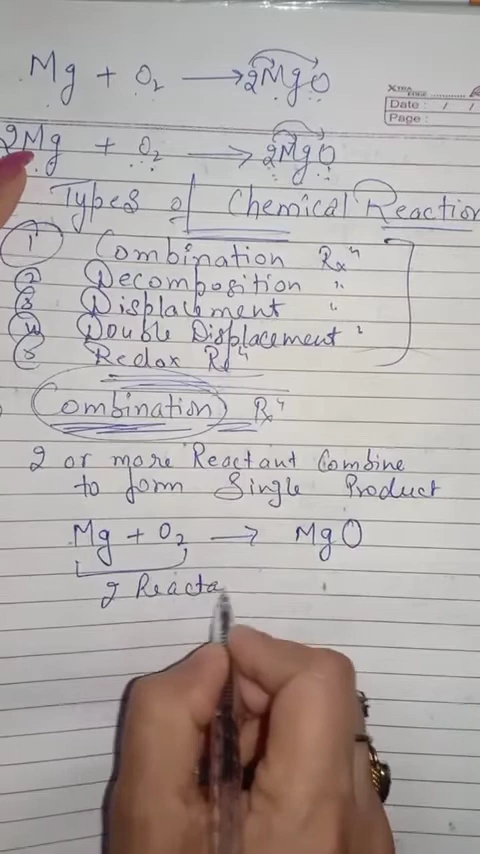 Mg + O₂ → 2MgO
Date : / /
Page :
2Mg + O₂ → 2MgO
Types of Chemical Reaction
1 Combination Rxⁿ
2 Decomposition "
3 Displacement "
4 Double Displacement "
5 Redox Rxⁿ
Combination Rxⁿ
2 or more Reactant Combine
to form Single Product
Mg + O₂ → MgO
2 Reacta